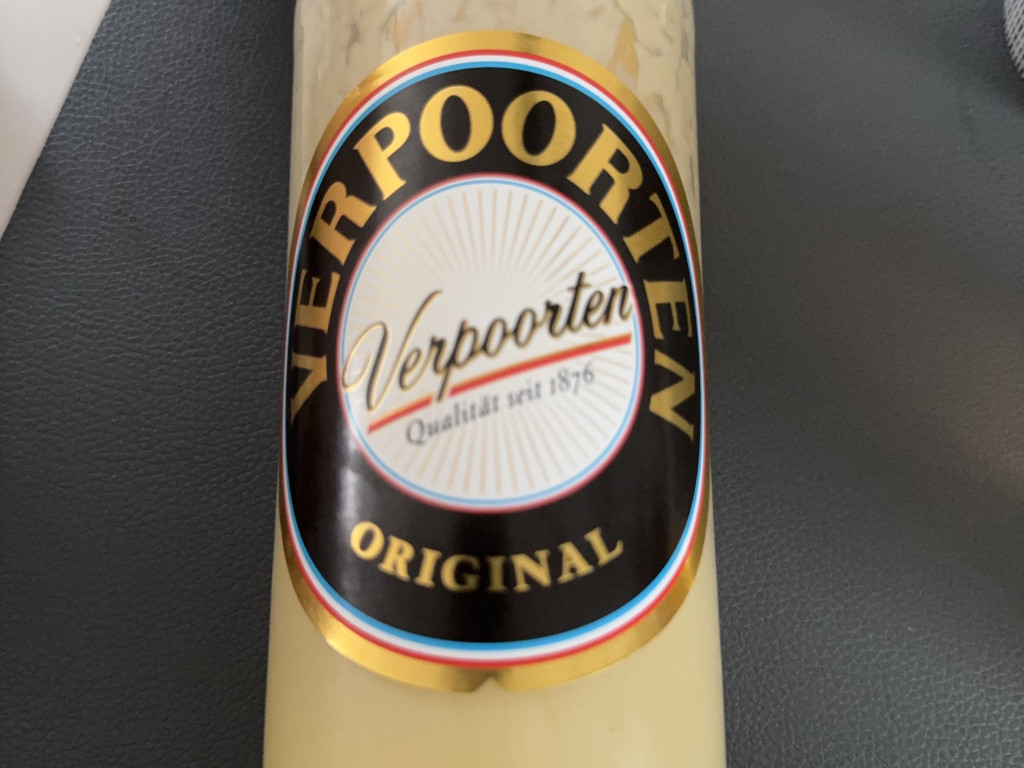 VERPOORTEN
Verpoorten
Qualität seit 1876
ORIGINAL